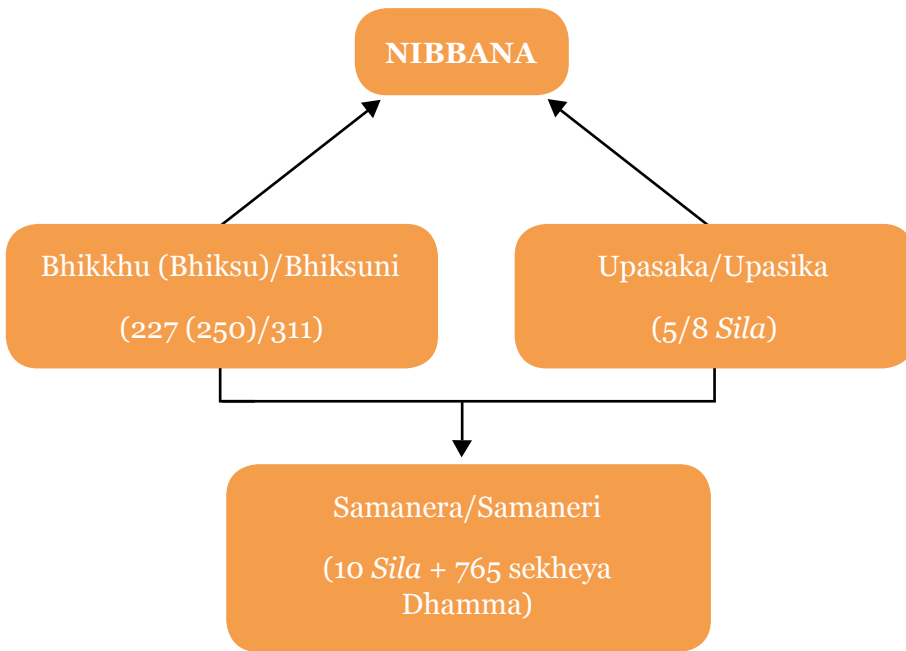 NIBBANA
Bhikkhu (Bhiksu)/Bhiksuni
(227 (250)/311)
Upasaka/Upasika
(5/8 Sila)
Samanera/Samaneri
(10 Sila + 765 sekheya
Dhamma)